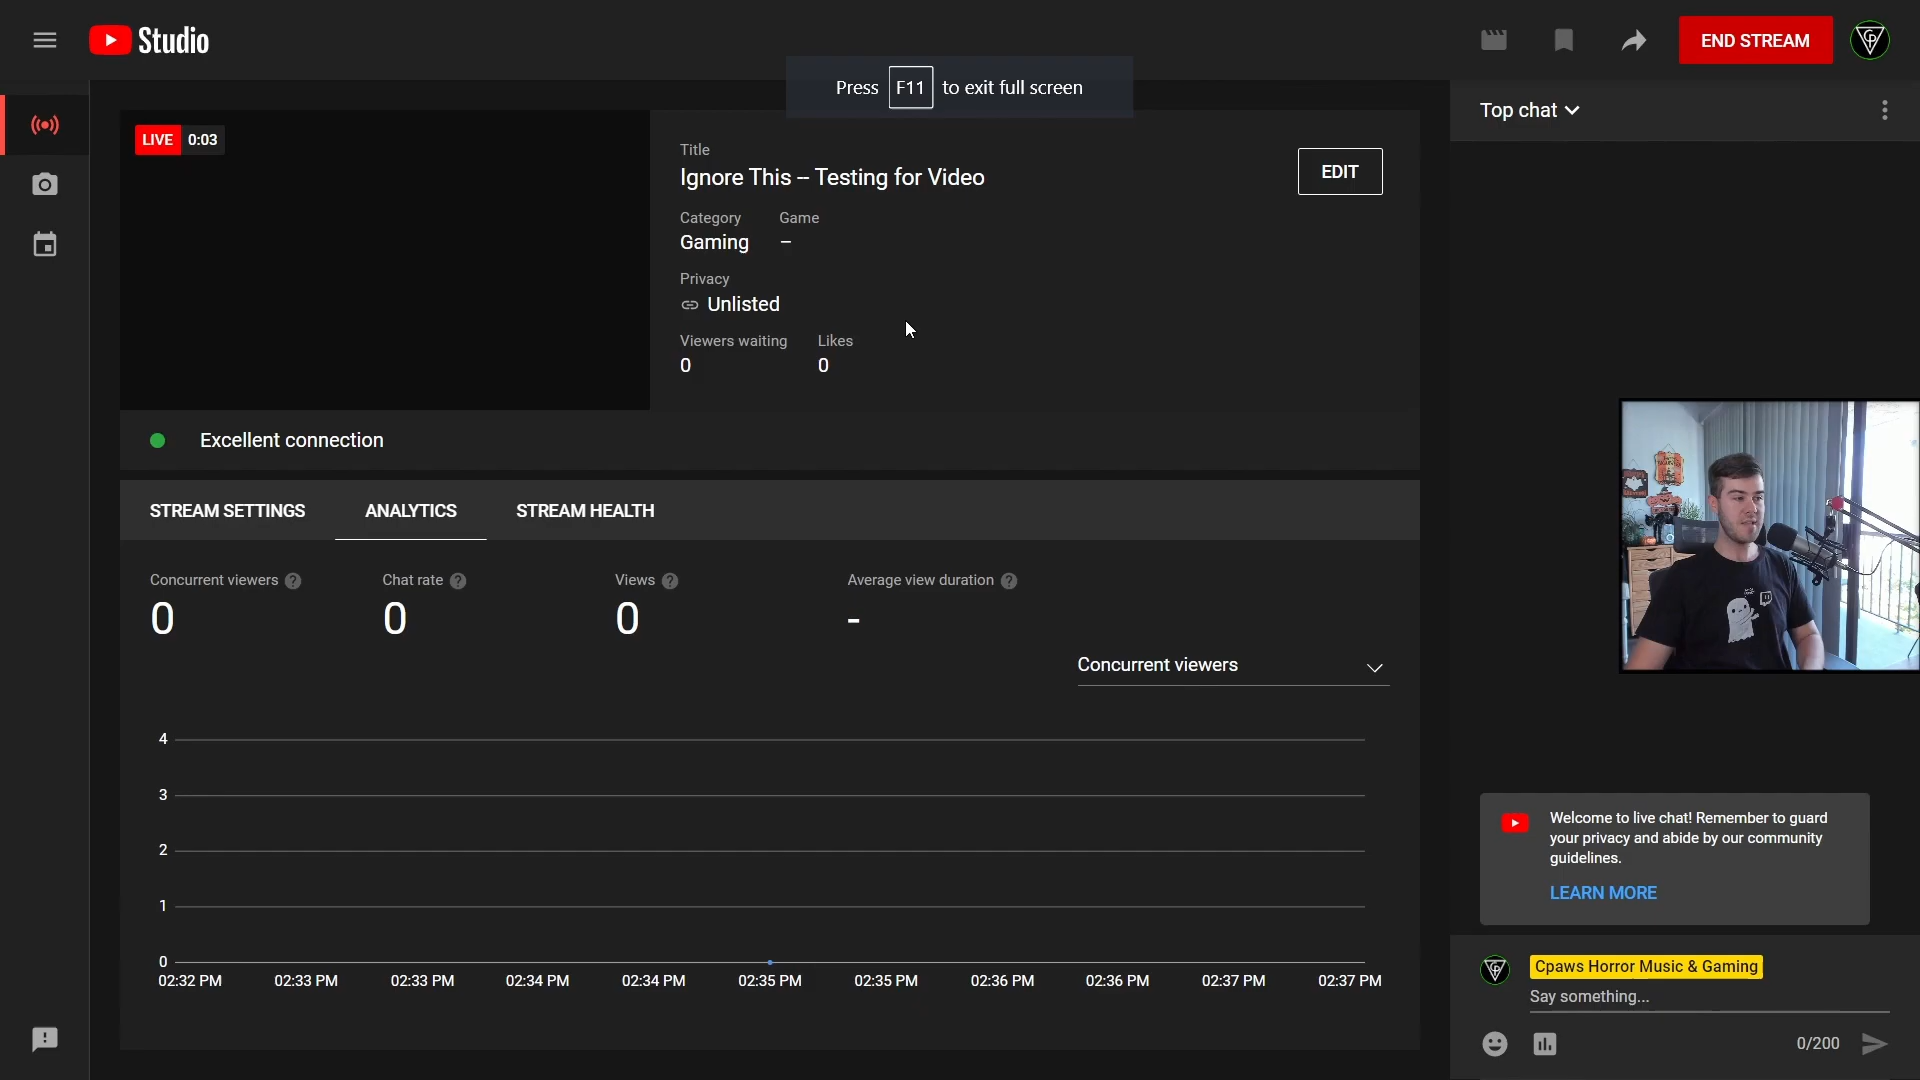 Studio
END STREAM
Press F11 to exit full screen
Top chat
LIVE 0:03
Title
Ignore This -- Testing for Video
EDIT
Category Game
Gaming –
Privacy
Unlisted
Viewers waiting Likes
0 0
Excellent connection
STREAM SETTINGS ANALYTICS STREAM HEALTH
Concurrent viewers ? Chat rate ? Views ? Average view duration ?
0 0 0 -
Concurrent viewers
4
3
2
1
0
02:32 PM 02:33 PM 02:33 PM 02:34 PM 02:34 PM 02:35 PM 02:35 PM 02:36 PM 02:36 PM 02:37 PM 02:37 PM
Welcome to live chat! Remember to guard
your privacy and abide by our community
guidelines.
LEARN MORE
Cpaws Horror Music & Gaming
Say something...
0/200